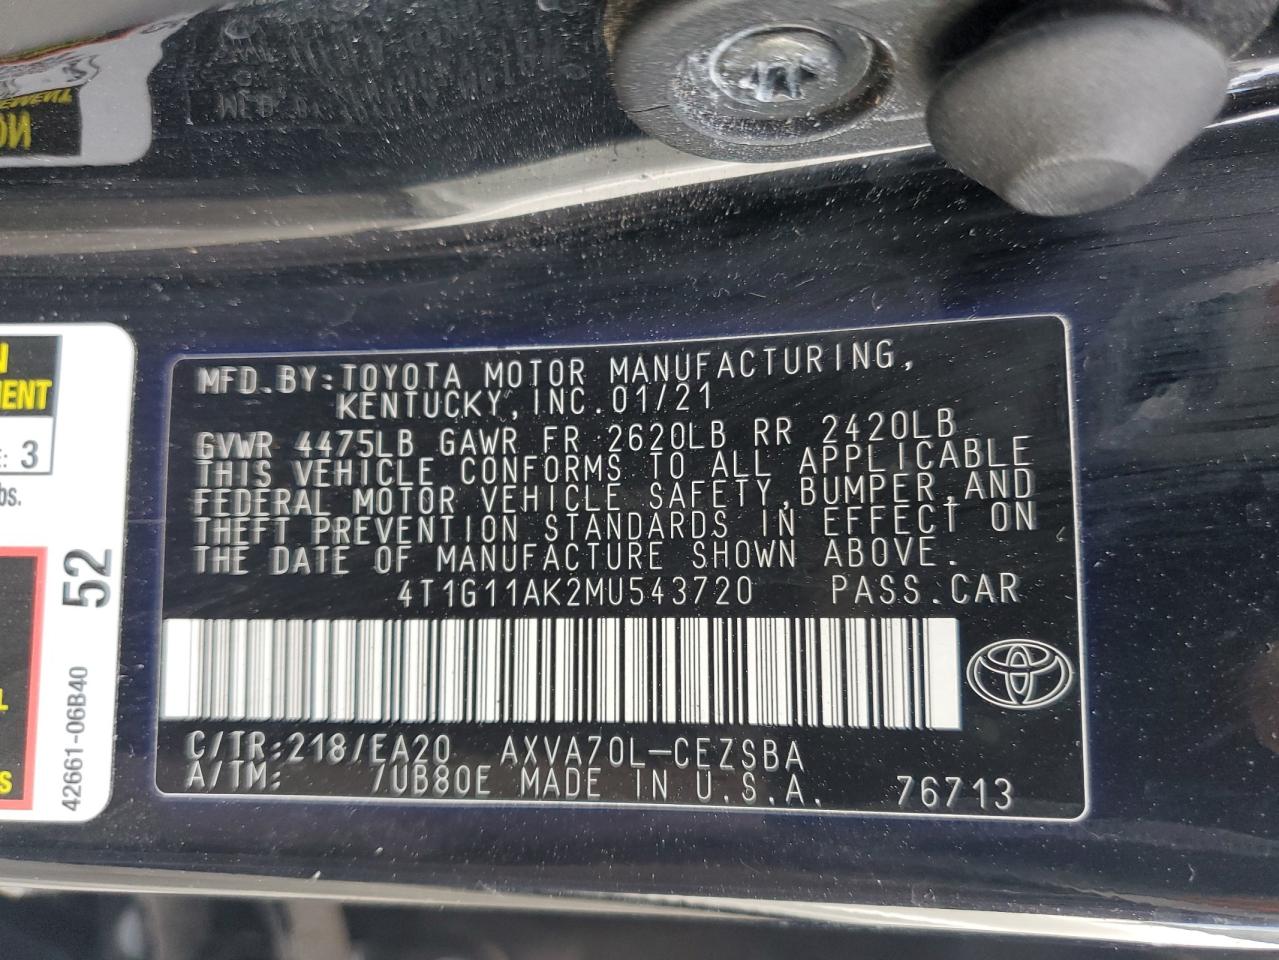 MFD.BY: TOYOTA MOTOR MANUFACTURING,
KENTUCKY, INC. 01/21
GVWR 4475LB GAWR FR 2620LB RR 2420LB
THIS VEHICLE CONFORMS TO ALL APPLICABLE
FEDERAL MOTOR VEHICLE SAFETY, BUMPER, AND
THEFT PREVENTION STANDARDS IN EFFECT ON
THE DATE OF MANUFACTURE SHOWN ABOVE.
4T1G11AK2MU543720 PASS.CAR
C/TR:218/EA20 AXVA70L-CEZSBA
A/TM: /UB80E MADE IN U.S.A. 76713
3
52
42661-06B40